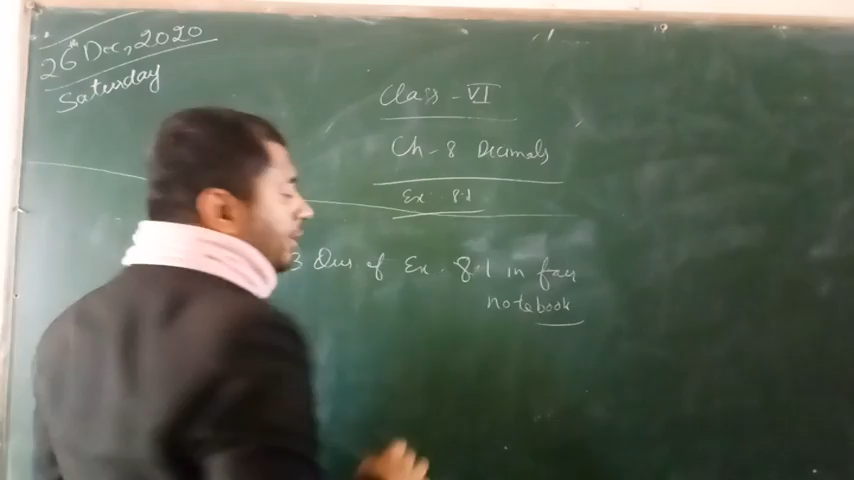 26th Dec, 2020
Saturday
Class - VI
Ch-8 Decimals
Ex. 8.1
3 Ques of Ex. 8.1 in fair
notebook